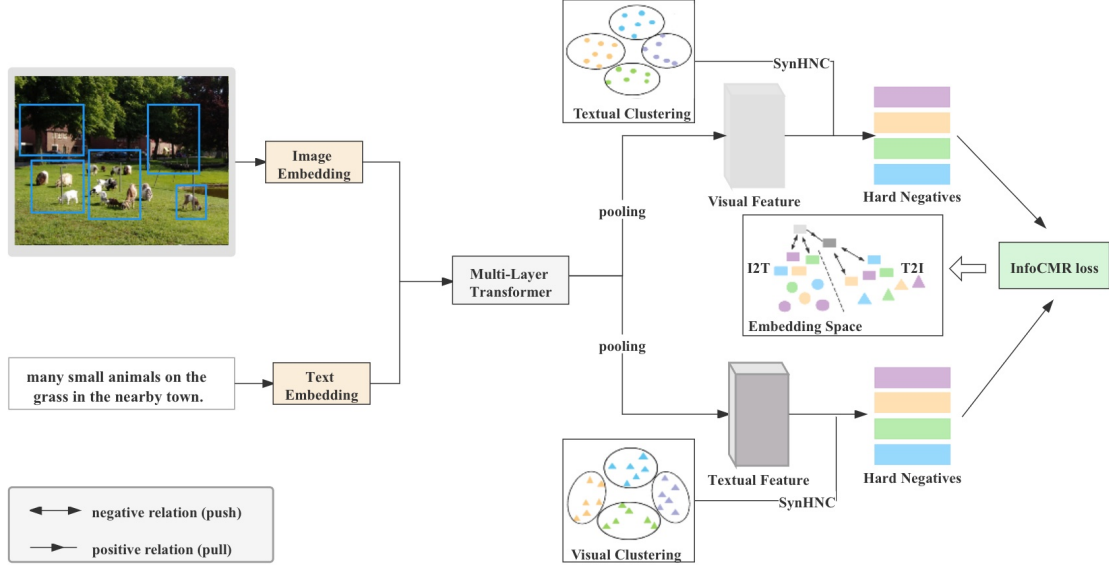 SynHNC
Textual Clustering
Image
Embedding
Visual Feature
Hard Negatives
pooling
I2T
T2I
Multi-Layer
Transformer
InfoCMR loss
Embedding Space
pooling
many small animals on the
grass in the nearby town.
Text
Embedding
Textual Feature
Hard Negatives
SynHNC
Visual Clustering
negative relation (push)
positive relation (pull)